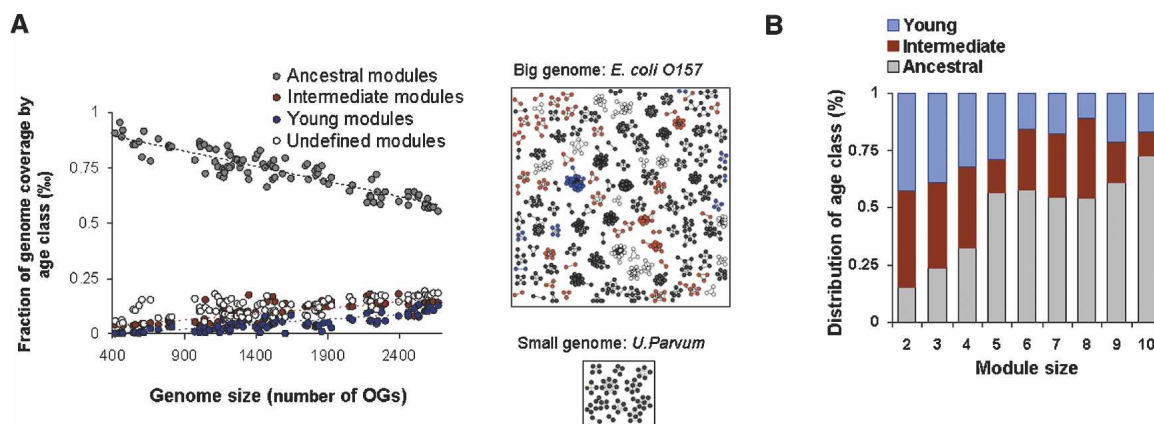 A
Ancestral modules
Intermediate modules
Young modules
Undefined modules
Fraction of genome coverage by
age class (‰)
1
0.75
0.5
0.25
0
400 900 1400 1900 2400
Genome size (number of OGs)
Big genome: E. coli O157
Small genome: U.Parvum
B
Young
Intermediate
Ancestral
Distribution of age class (%)
1
0.75
0.5
0.25
0
2 3 4 5 6 7 8 9 10
Module size